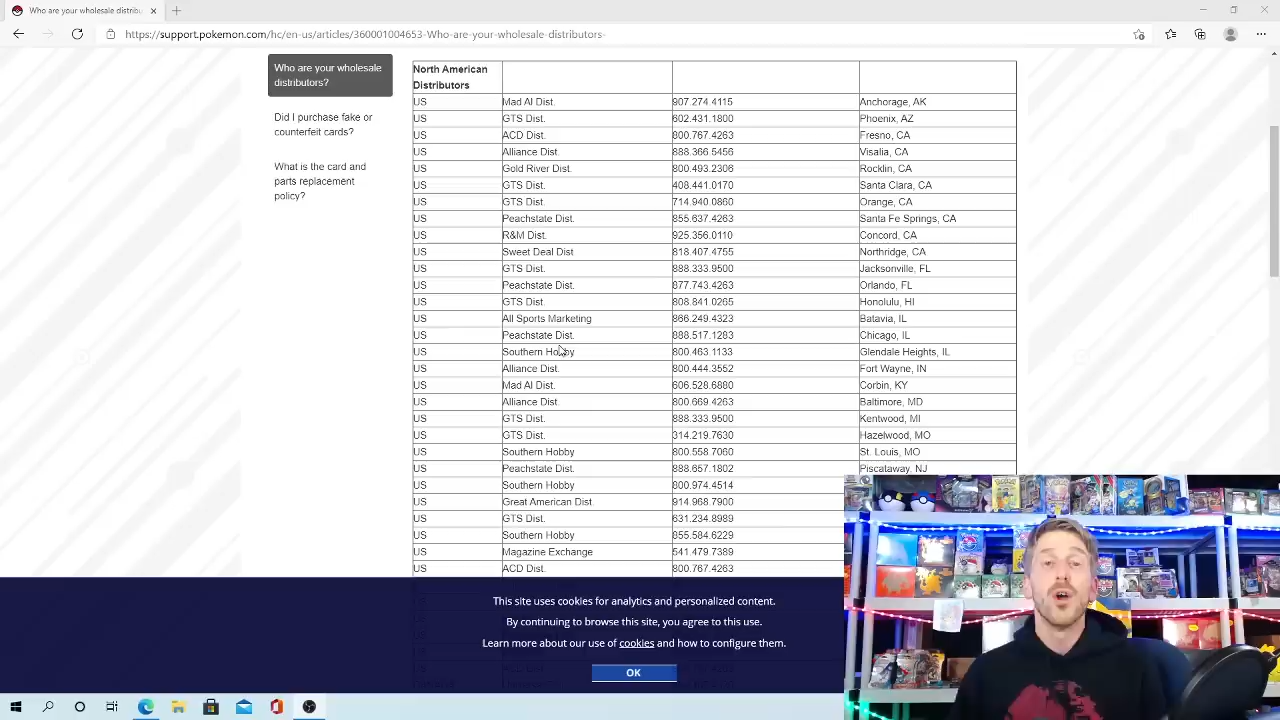 Who are your wholesale distribu
https://support.pokemon.com/hc/en-us/articles/360001004653-Who-are-your-wholesale-distributors-
Who are your wholesale
distributors?
Did I purchase fake or
counterfeit cards?
What is the card and
parts replacement
policy?
North American
Distributors
US Mad Al Dist. 907.274.4115 Anchorage, AK
US GTS Dist. 602.431.1800 Phoenix, AZ
US ACD Dist. 800.767.4263 Fresno, CA
US Alliance Dist. 888.366.5456 Visalia, CA
US Gold River Dist. 800.493.2306 Rocklin, CA
US GTS Dist. 408.441.0170 Santa Clara, CA
US GTS Dist. 714.940.0860 Orange, CA
US Peachstate Dist. 855.637.4263 Santa Fe Springs, CA
US R&M Dist. 925.356.0110 Concord, CA
US Sweet Deal Dist 818.407.4755 Northridge, CA
US GTS Dist. 888.333.9500 Jacksonville, FL
US Peachstate Dist. 877.743.4263 Orlando, FL
US GTS Dist. 808.841.0265 Honolulu, HI
US All Sports Marketing 866.249.4323 Batavia, IL
US Peachstate Dist. 888.517.1283 Chicago, IL
US Southern Hobby 800.463.1133 Glendale Heights, IL
US Alliance Dist. 800.444.3552 Fort Wayne, IN
US Mad Al Dist. 606.528.6880 Corbin, KY
US Alliance Dist. 800.669.4263 Baltimore, MD
US GTS Dist. 888.333.9500 Kentwood, MI
US GTS Dist. 314.219.7630 Hazelwood, MO
US Southern Hobby 800.558.7060 St. Louis, MO
US Peachstate Dist. 888.657.1802 Piscataway, NJ
US Southern Hobby 800.974.4514
US Great American Dist. 914.968.7900
US GTS Dist. 631.234.8989
US Southern Hobby 855.584.6229
US Magazine Exchange 541.479.7389
US ACD Dist. 800.767.4263
This site uses cookies for analytics and personalized content.
By continuing to browse this site, you agree to this use.
Learn more about our use of cookies and how to configure them.
OK